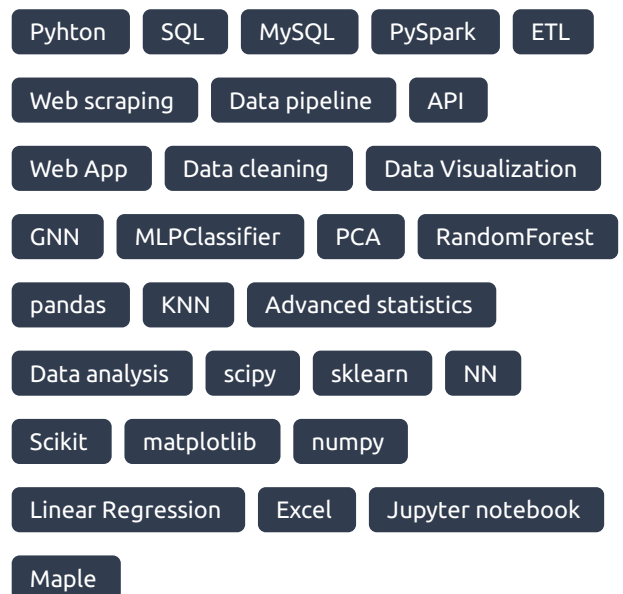 Pyhton SQL MySQL PySpark ETL
Web scraping Data pipeline API
Web App Data cleaning Data Visualization
GNN MLPClassifier PCA RandomForest
pandas KNN Advanced statistics
Data analysis scipy sklearn NN
Scikit matplotlib numpy
Linear Regression Excel Jupyter notebook
Maple